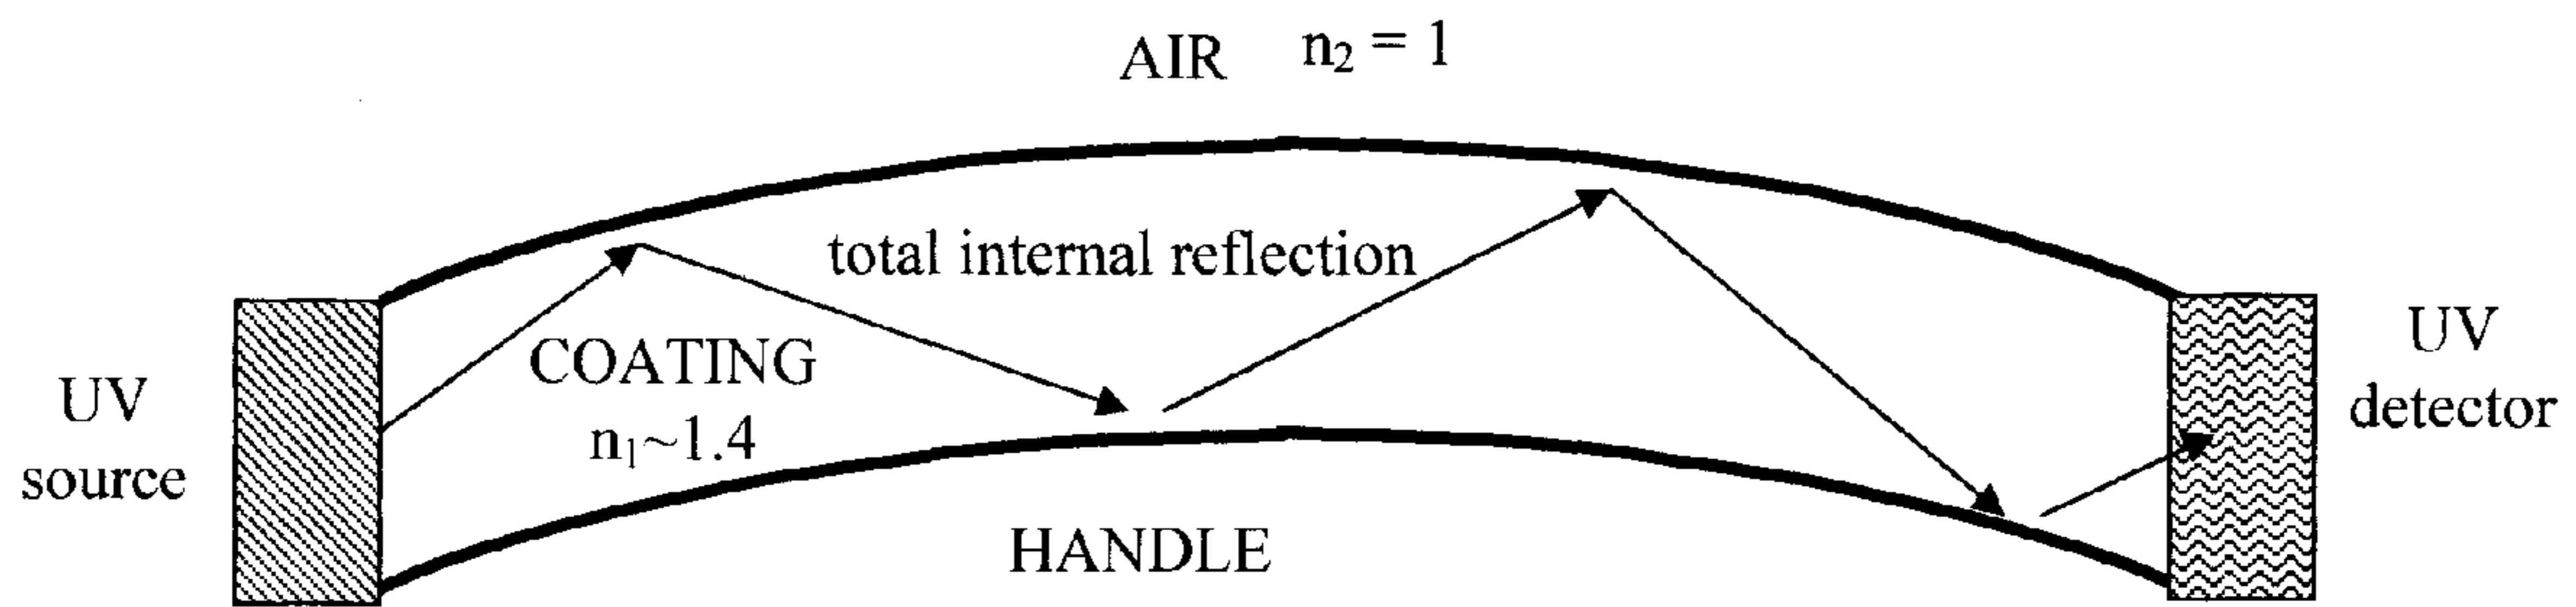 AIR n₂ = 1
total internal reflection
COATING
n₁~1.4
UV
source
UV
detector
HANDLE